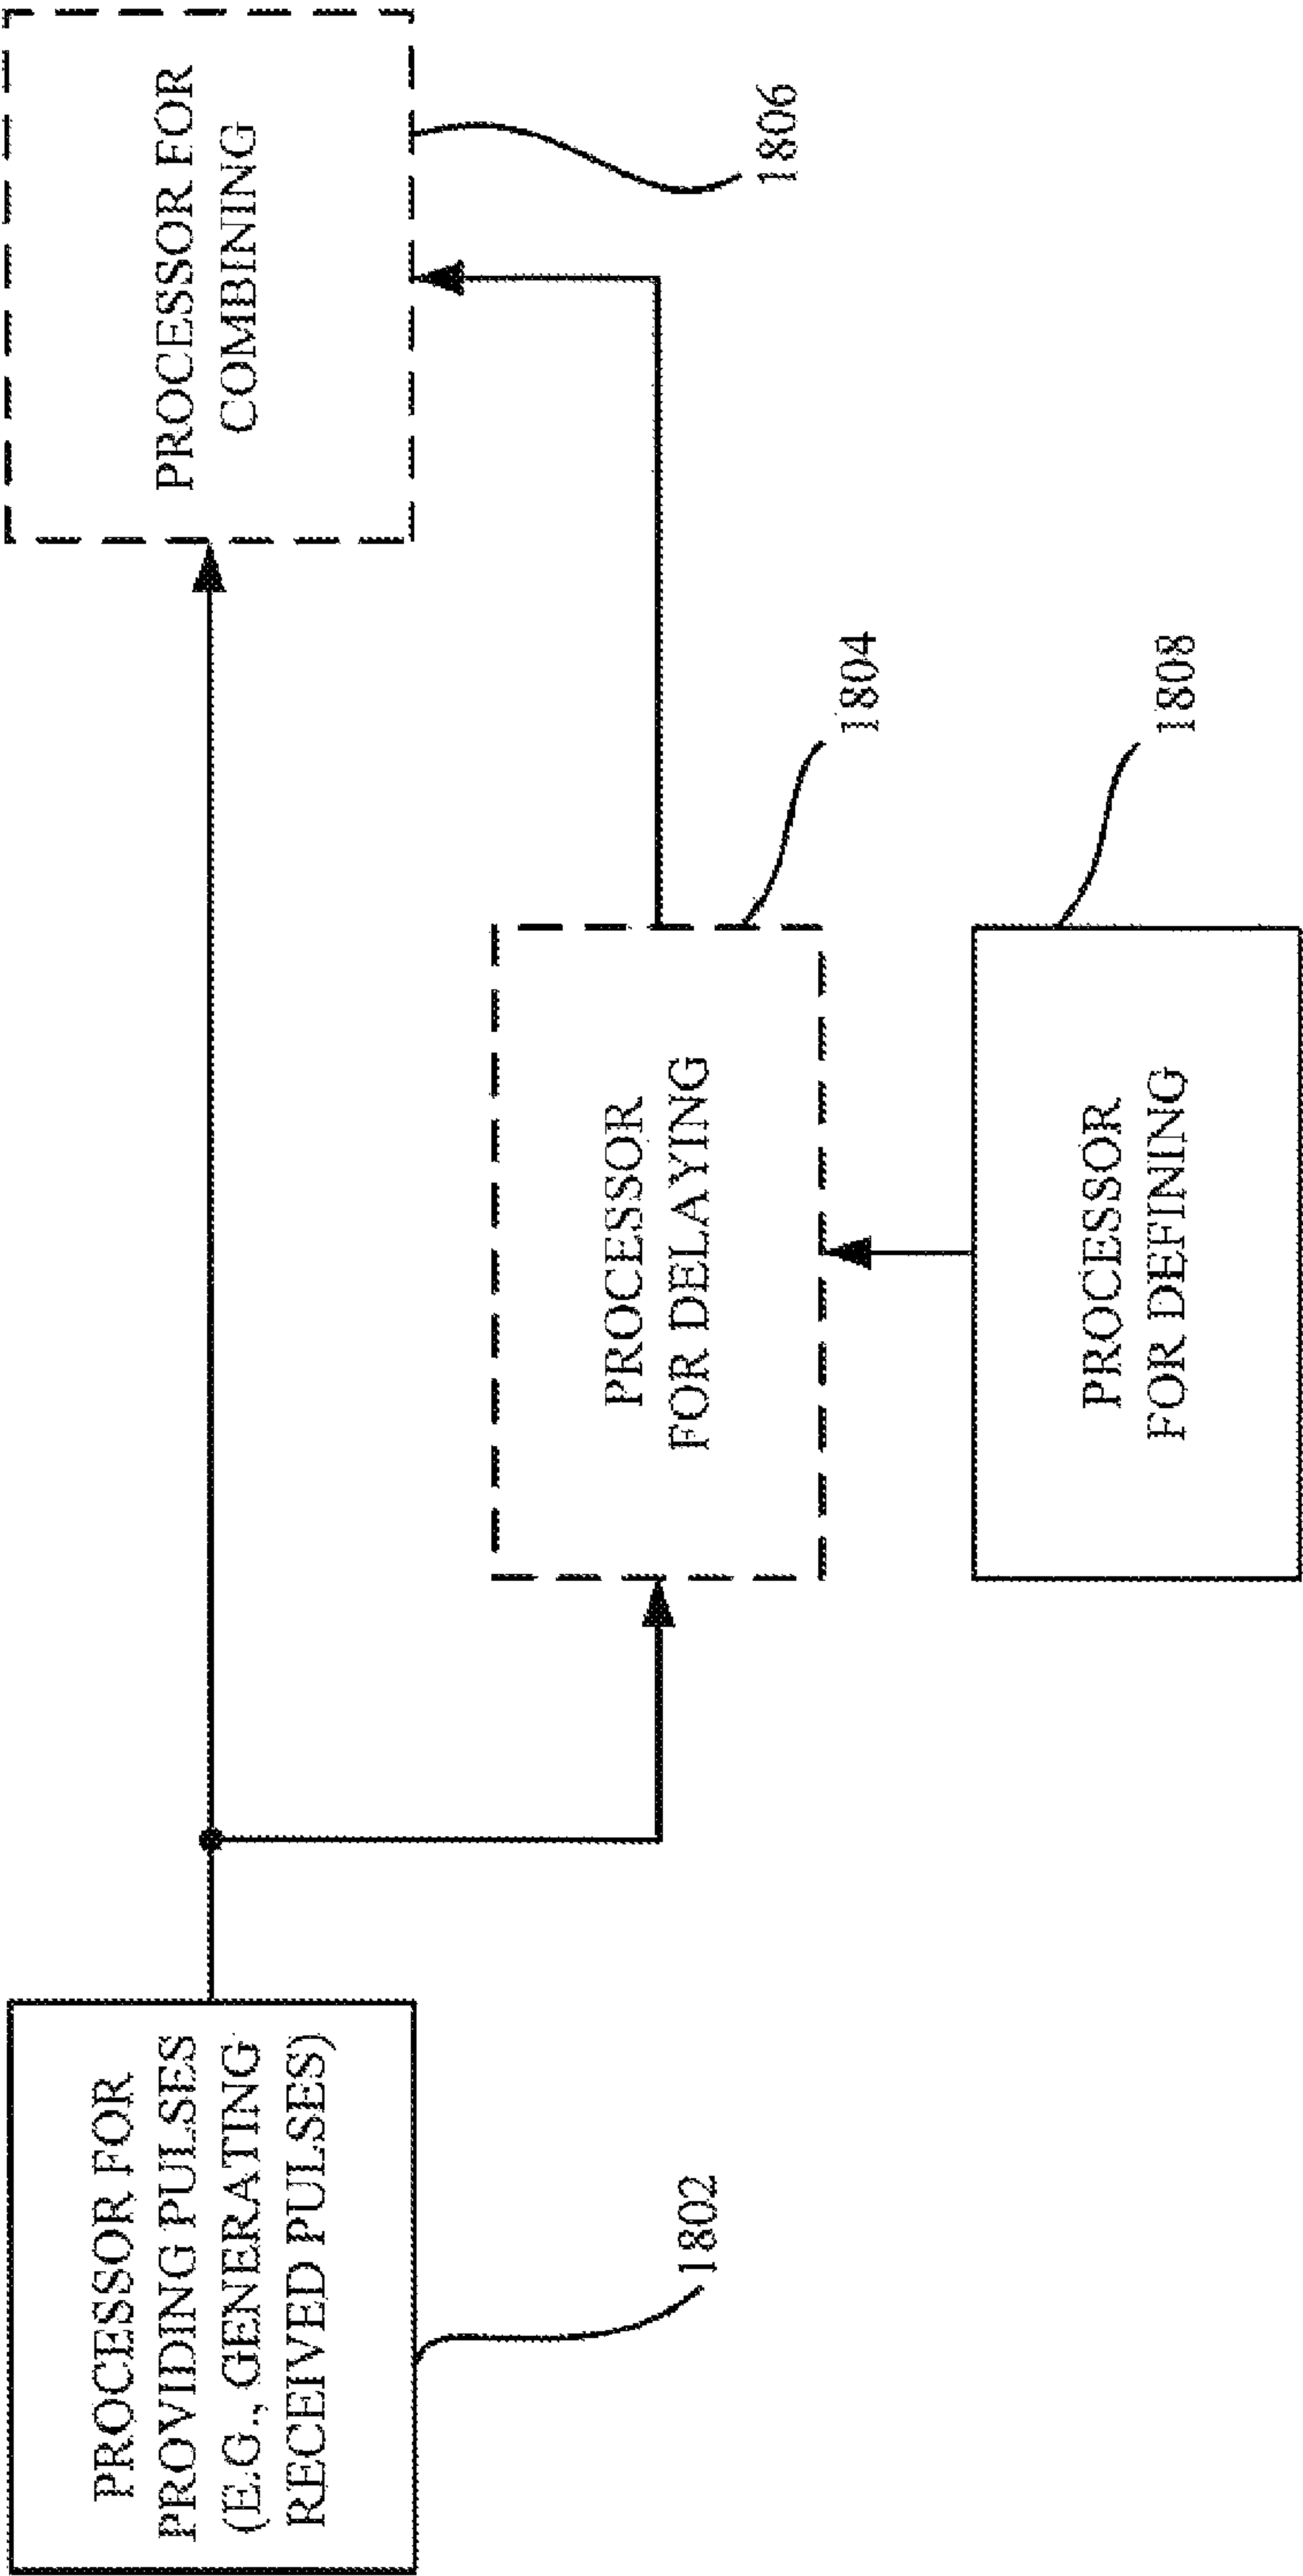 PROCESSOR FOR
PROVIDING PULSES
(E.G., GENERATING
RECEIVED PULSES)
1802
PROCESSOR FOR
COMBINING
1806
PROCESSOR
FOR DELAYING
1804
PROCESSOR
FOR DEFINING
1808